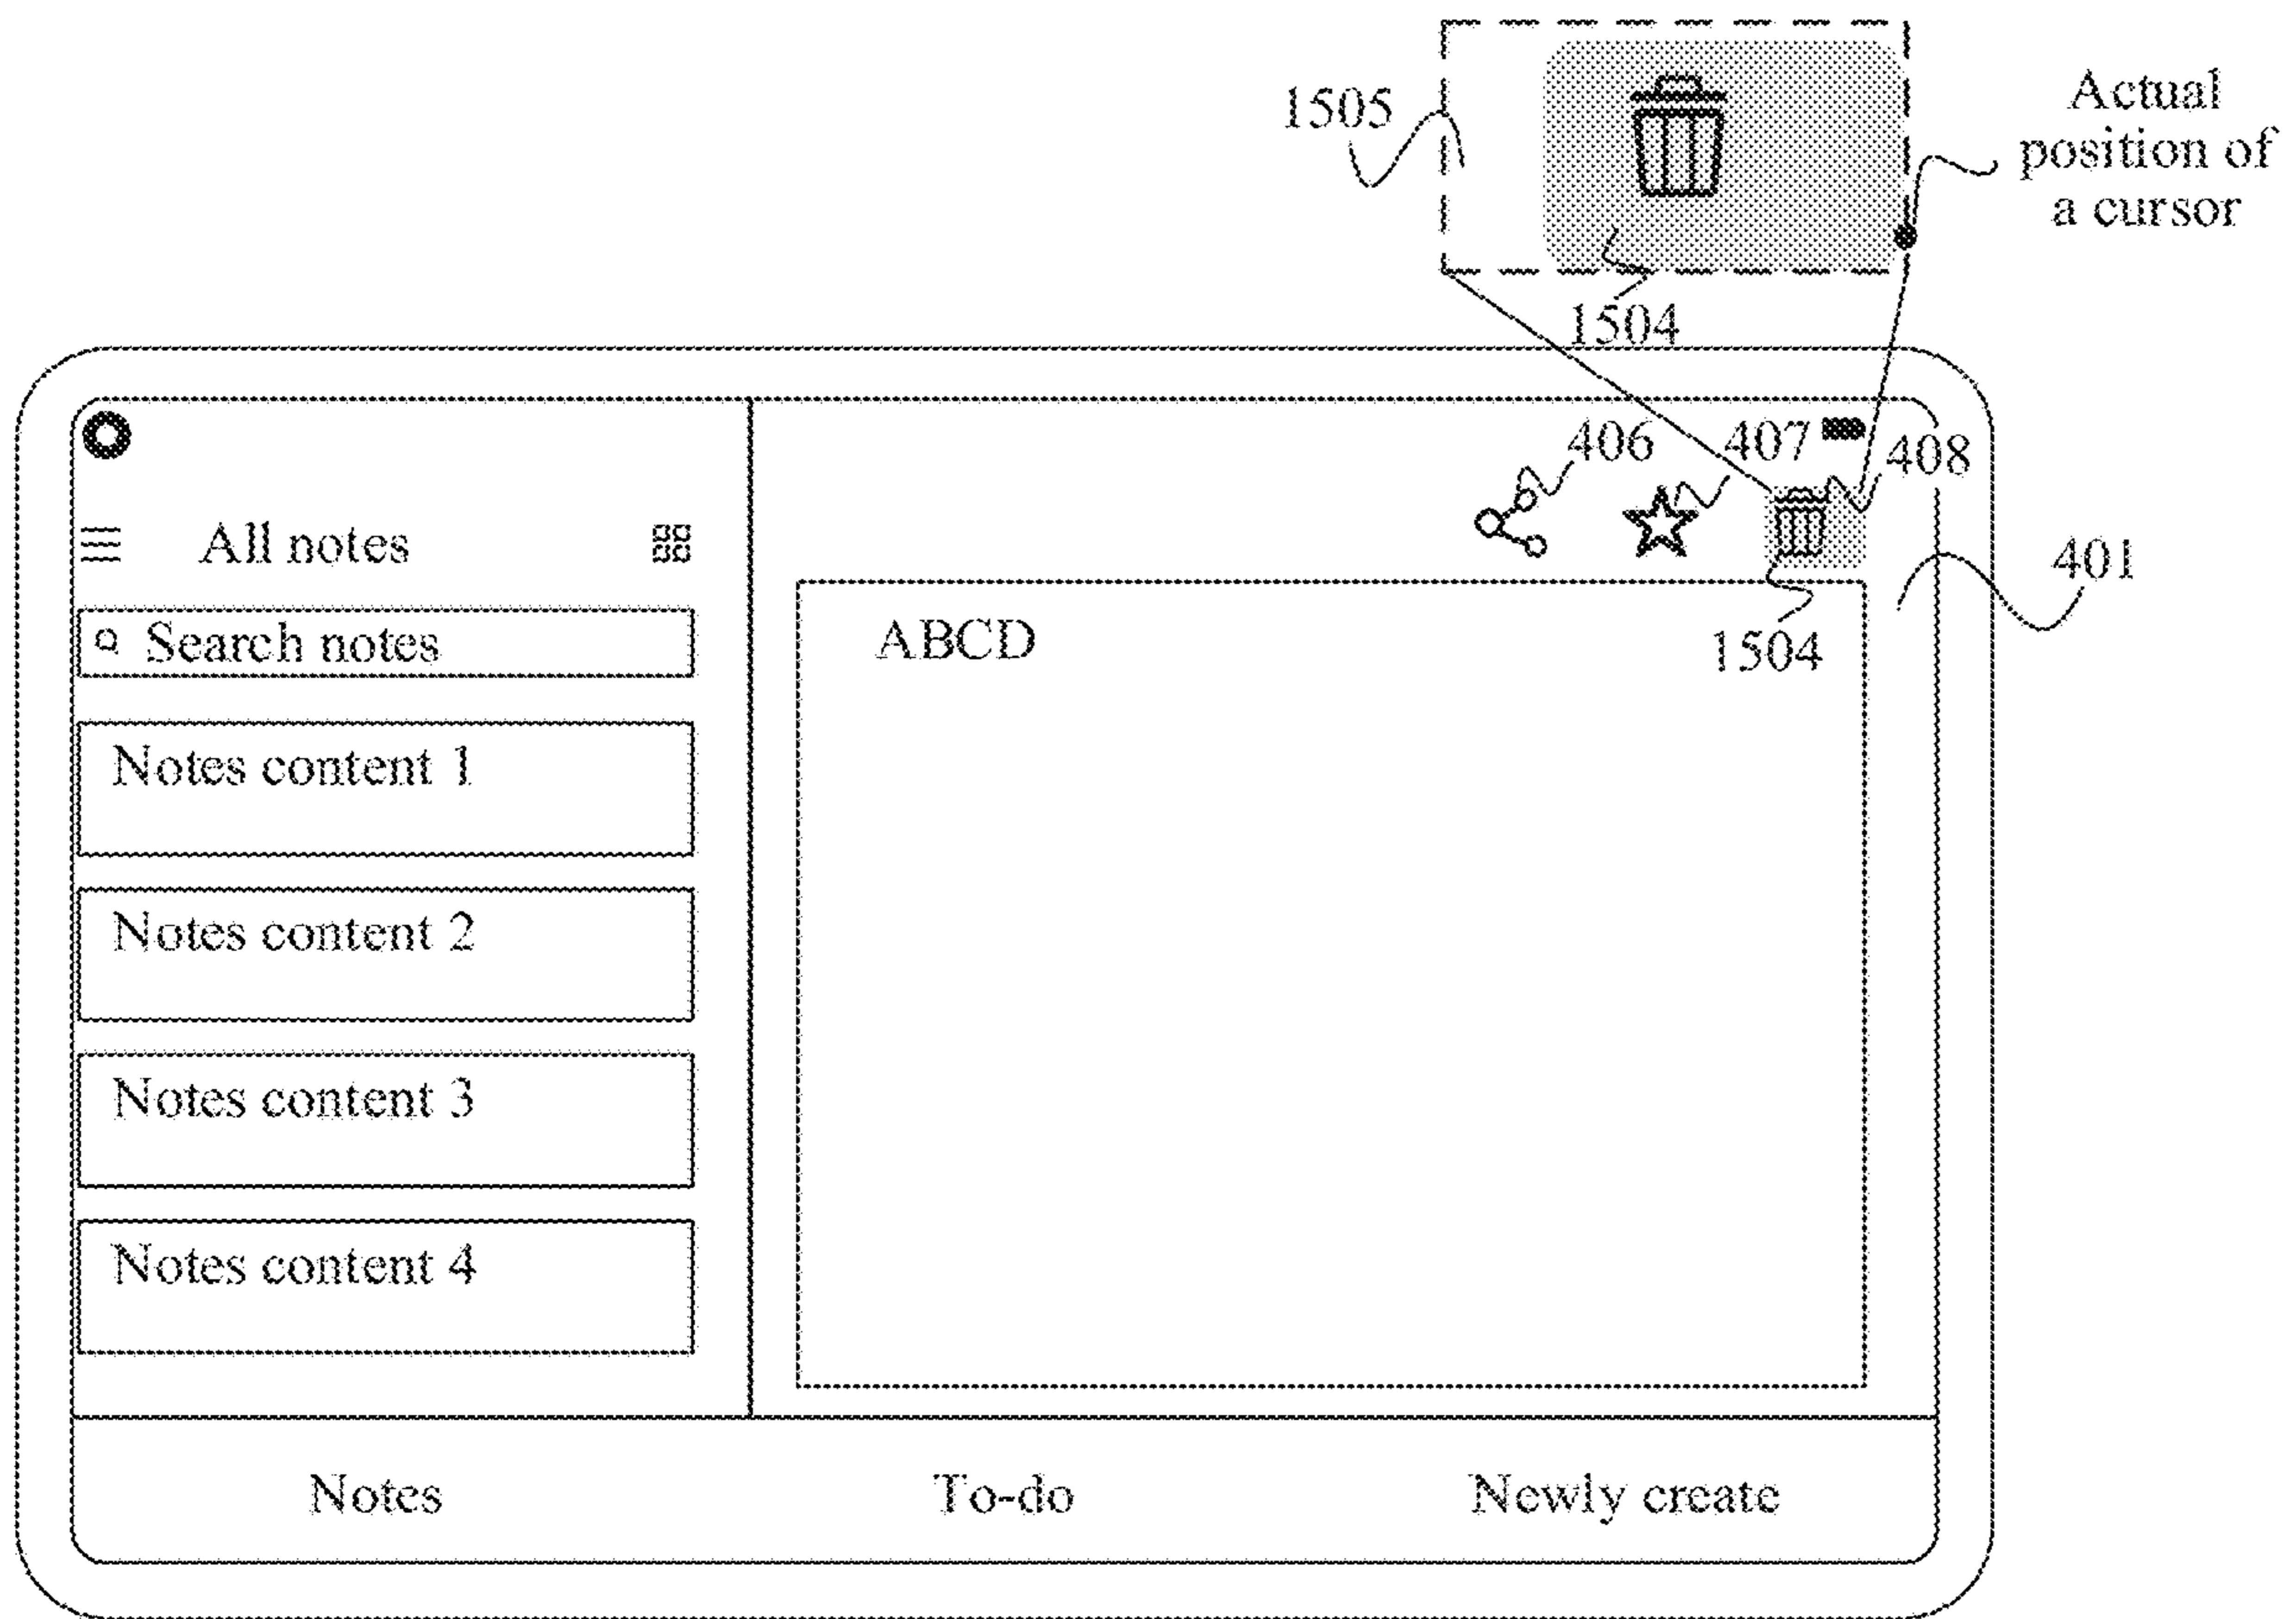 1505
Actual
position of
a cursor
1504
406
407
408
All notes
401
Search notes
ABCD
1504
Notes content 1
Notes content 2
Notes content 3
Notes content 4
Notes
To-do
Newly create